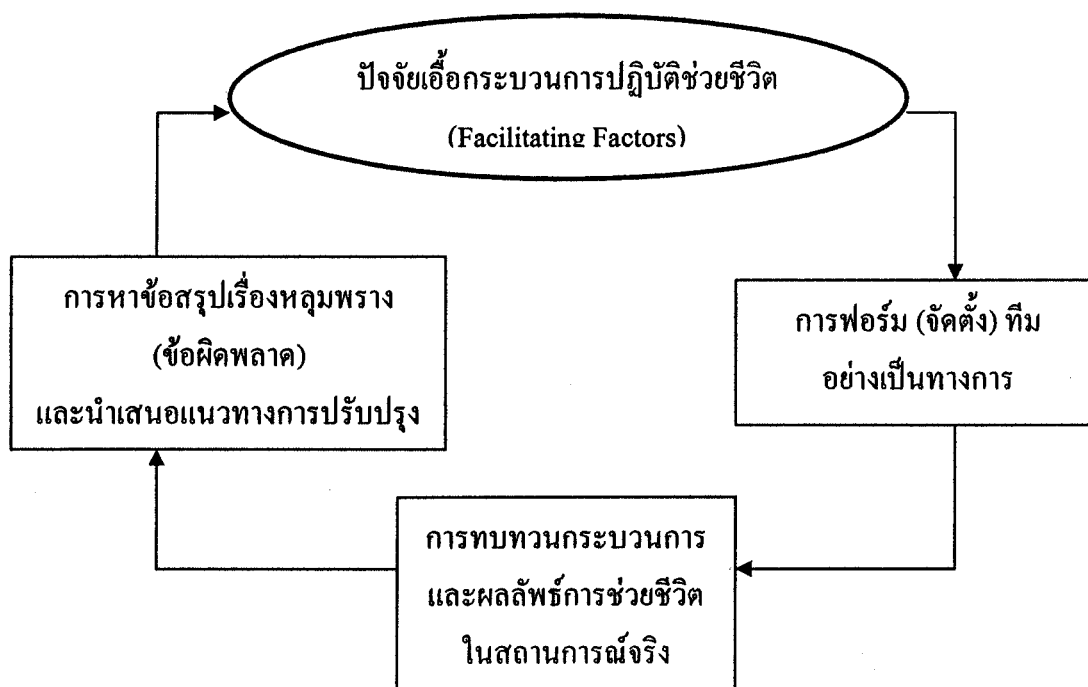 ปัจจัยเอื้อกระบวนการปฏิบัติช่วยชีวิต
(Facilitating Factors)
การหาข้อสรุปเรื่องหลุมพราง
(ข้อผิดพลาด)
และนำเสนอแนวทางการปรับปรุง
การฟอร์ม (จัดตั้ง) ทีม
อย่างเป็นทางการ
การทบทวนกระบวนการ
และผลลัพธ์การช่วยชีวิต
ในสถานการณ์จริง